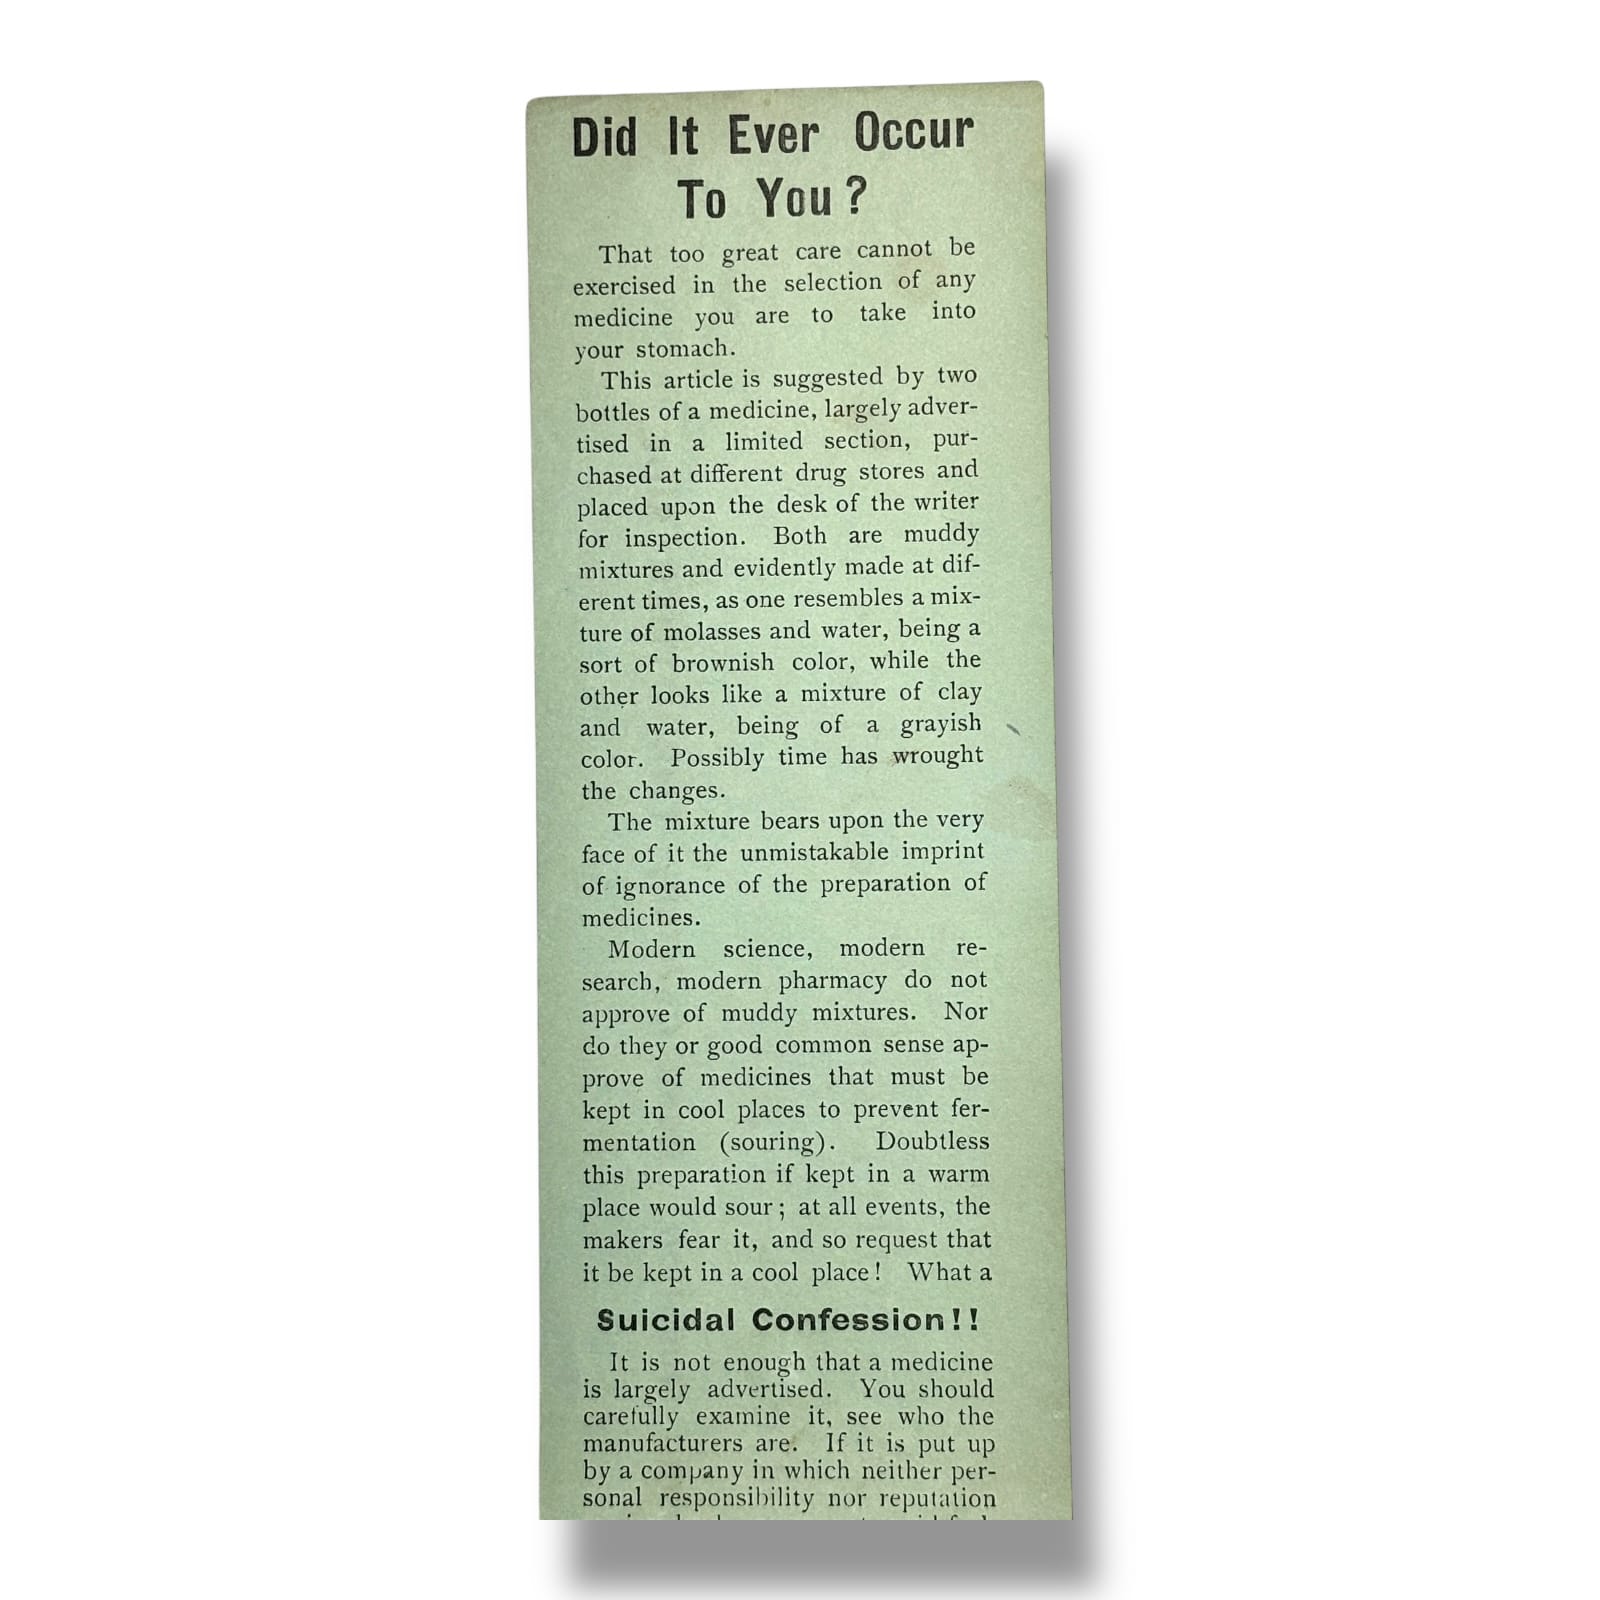 Did It Ever Occur
To You?
That too great care cannot be
exercised in the selection of any
medicine you are to take into
your stomach.
This article is suggested by two
bottles of a medicine, largely adver-
tised in a limited section, pur-
chased at different drug stores and
placed upon the desk of the writer
for inspection. Both are muddy
mixtures and evidently made at dif-
erent times, as one resembles a mix-
ture of molasses and water, being a
sort of brownish color, while the
other looks like a mixture of clay
and water, being of a grayish
color. Possibly time has wrought
the changes.
The mixture bears upon the very
face of it the unmistakable imprint
of ignorance of the preparation of
medicines.
Modern science, modern re-
search, modern pharmacy do not
approve of muddy mixtures. Nor
do they or good common sense ap-
prove of medicines that must be
kept in cool places to prevent fer-
mentation (souring). Doubtless
this preparation if kept in a warm
place would sour; at all events, the
makers fear it, and so request that
it be kept in a cool place! What a
Suicidal Confession!!
It is not enough that a medicine
is largely advertised. You should
carefully examine it, see who the
manufacturers are. If it is put up
by a company in which neither per-
sonal responsibility nor reputation